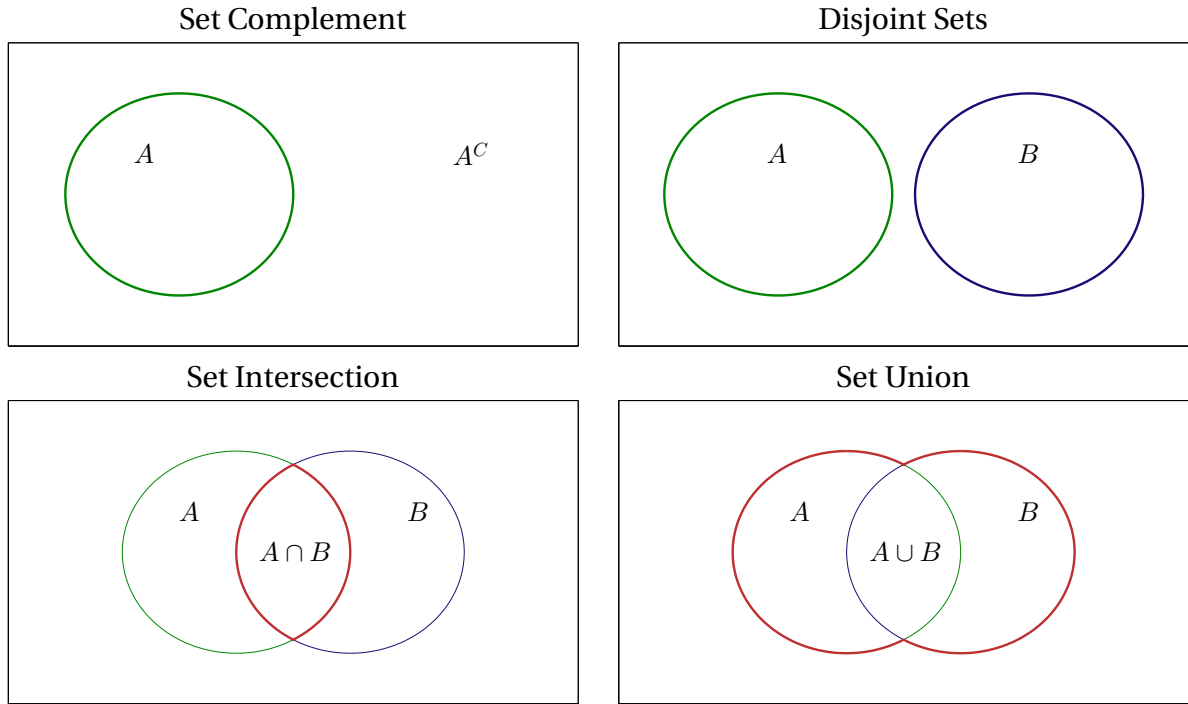 Set Complement
A
A^C
Disjoint Sets
A
B
Set Intersection
A
B
A ∩ B
Set Union
A
B
A ∪ B